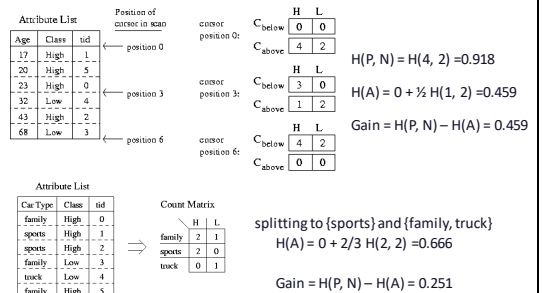 Attribute List
Age Class tid
17 High 1
20 High 5
23 High 0
32 Low 4
43 High 2
68 Low 3
Position of
cursor in scan
position 0
position 3
position 6
H L
cursor
position 0:
Cbelow 0 0
Cabove 4 2
H L
cursor
position 3:
Cbelow 3 0
Cabove 1 2
H L
cursor
position 6:
Cbelow 4 2
Cabove 0 0
H(P, N) = H(4, 2) =0.918
H(A) = 0 + ½ H(1, 2) =0.459
Gain = H(P, N) – H(A) = 0.459
Attribute List
Car Type Class tid
family High 0
sports High 1
sports High 2
family Low 3
truck Low 4
family High 5
Count Matrix
H L
family 2 1
sports 2 0
truck 0 1
splitting to {sports} and {family, truck}
H(A) = 0 + 2/3 H(2, 2) =0.666
Gain = H(P, N) – H(A) = 0.251